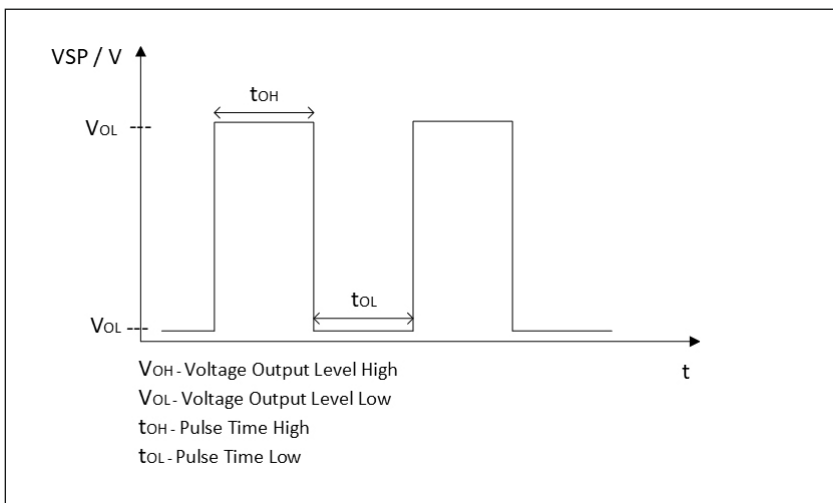 VSP / V
tOH
VOL
tOL
VOL
t
VOH - Voltage Output Level High
VOL - Voltage Output Level Low
tOH - Pulse Time High
tOL - Pulse Time Low